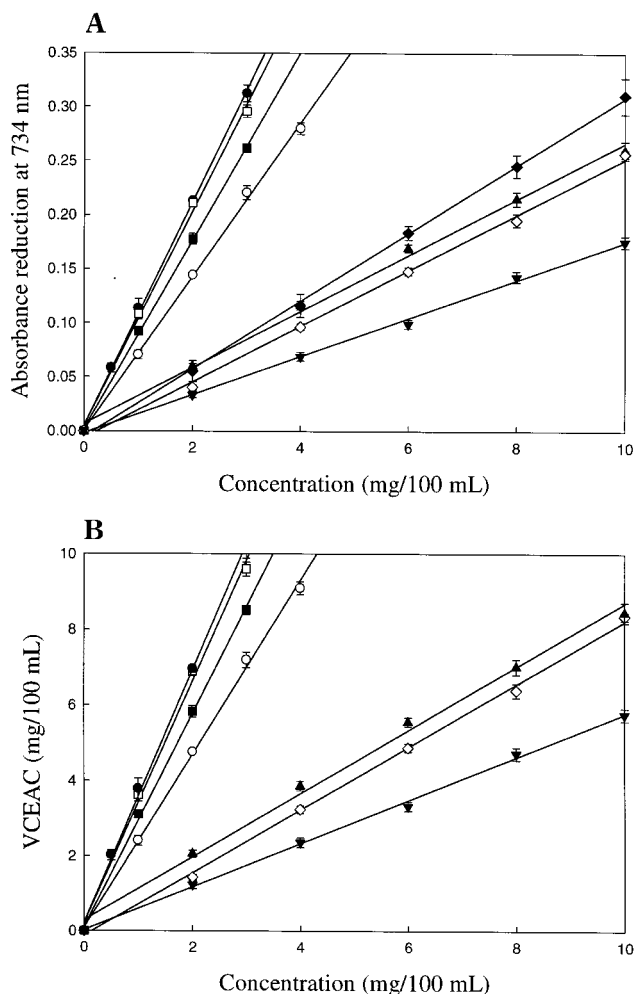 A
0.35
0.30
0.25
0.20
0.15
0.10
0.05
0.00
Absorbance reduction at 734 nm
0 2 4 6 8 10
Concentration (mg/100 mL)
B
10
8
6
4
2
0
VCEAC (mg/100 mL)
0 2 4 6 8 10
Concentration (mg/100 mL)